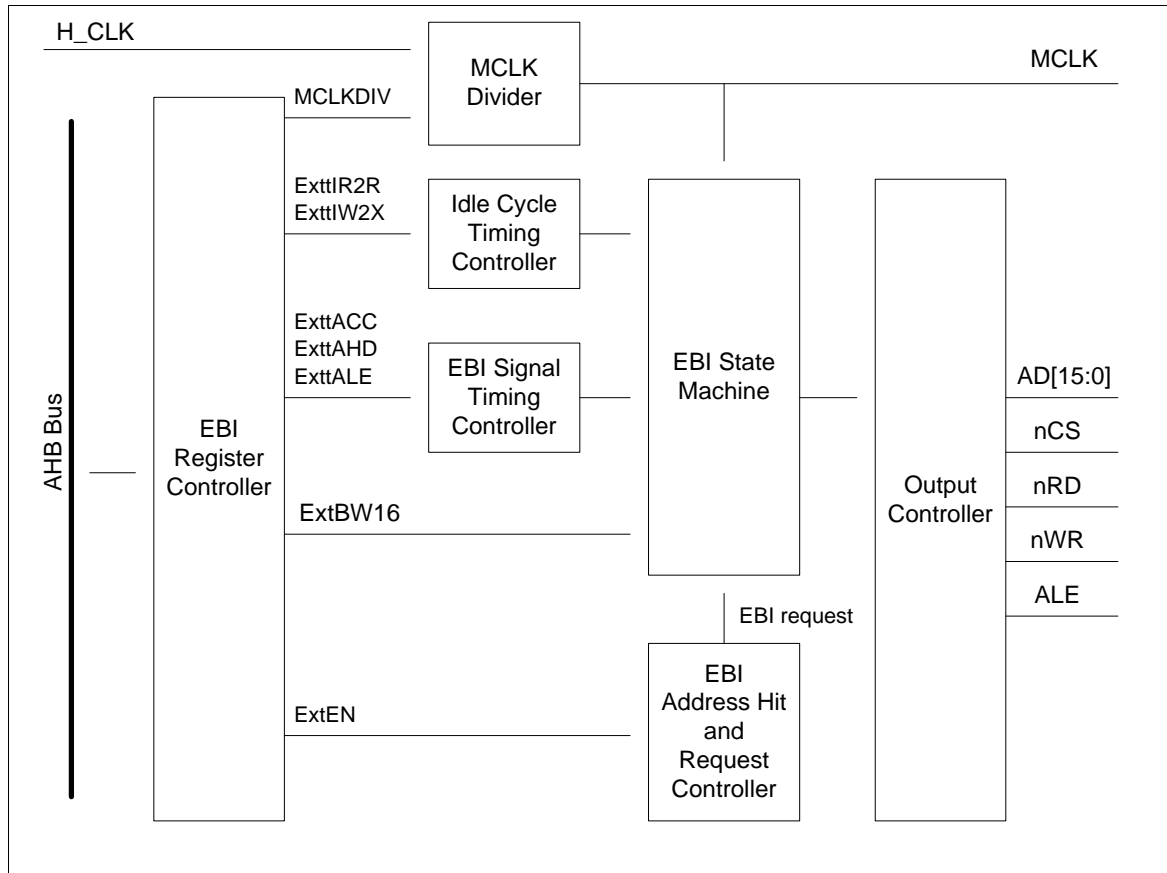 H_CLK
MCLK
Divider
MCLK
MCLKDIV
ExttIR2R
ExttIW2X
Idle Cycle
Timing
Controller
ExttACC
ExttAHD
ExttALE
EBI Signal
Timing
Controller
EBI State
Machine
AD[15:0]
nCS
nRD
nWR
ALE
AHB Bus
EBI
Register
Controller
Output
Controller
ExtBW16
EBI request
ExtEN
EBI
Address Hit
and
Request
Controller